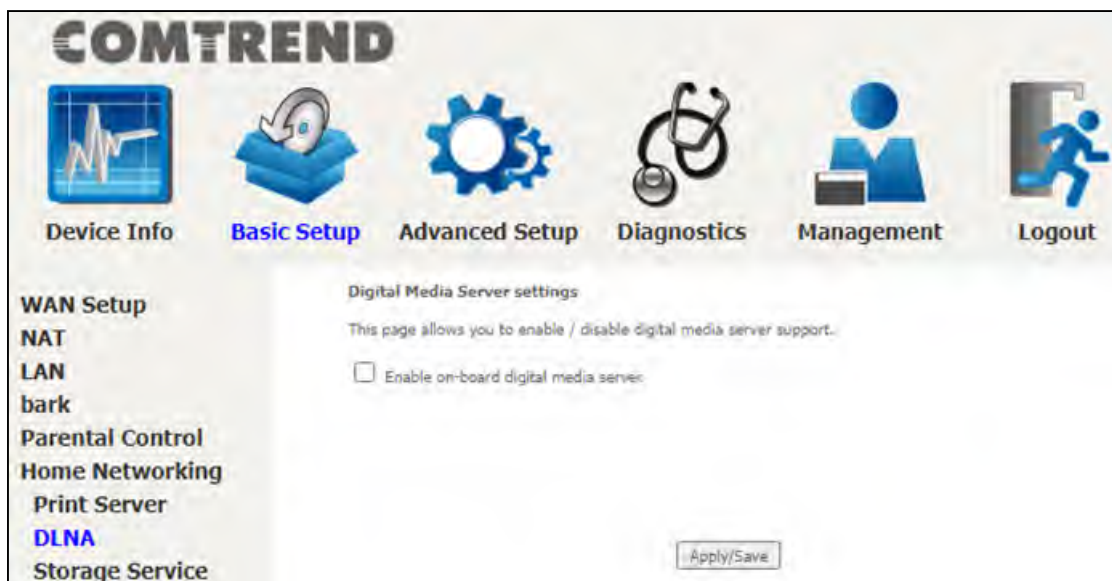 COMTREND
Device Info
Basic Setup
Advanced Setup
Diagnostics
Management
Logout
WAN Setup
NAT
LAN
bark
Parental Control
Home Networking
Print Server
DLNA
Storage Service
Digital Media Server settings
This page allows you to enable / disable digital media server support.
Enable on-board digital media server.
Apply/Save